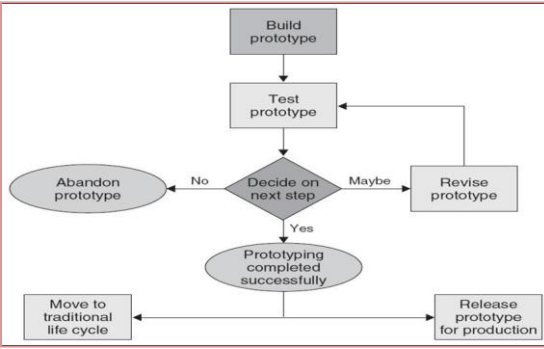 Build
prototype
Test
prototype
Abandon
prototype
No
Decide on
next step
Maybe
Revise
prototype
Yes
Prototyping
completed
successfully
Move to
traditional
life cycle
Release
prototype
for production